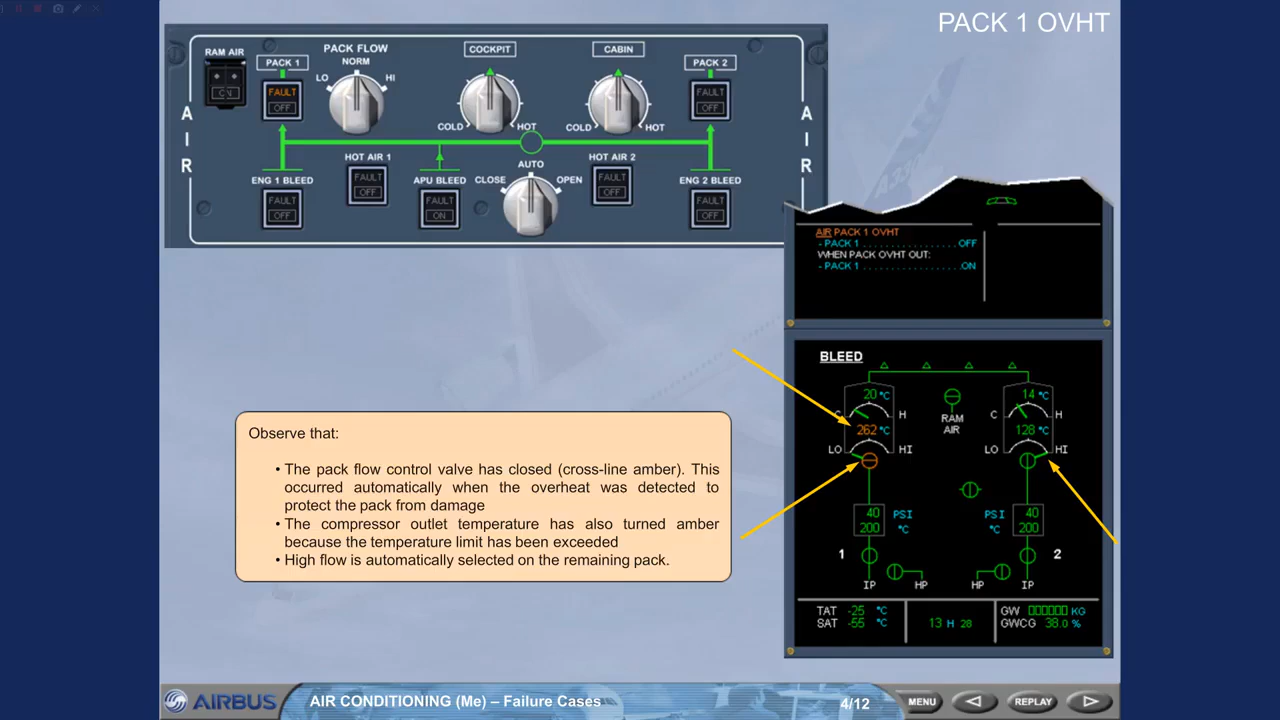 PACK 1 OVHT
RAM AIR
ON
PACK 1
FAULT
OFF
PACK FLOW
NORM
LO
HI
COCKPIT
COLD
HOT
CABIN
COLD
HOT
PACK 2
FAULT
OFF
A
I
R
A
I
R
ENG 1 BLEED
FAULT
OFF
HOT AIR 1
FAULT
OFF
APU BLEED
FAULT
ON
AUTO
CLOSE
OPEN
HOT AIR 2
FAULT
OFF
ENG 2 BLEED
FAULT
OFF
AIR PACK 1 OVHT
- PACK 1 . . . . . . . . . . . . . . . . OFF
WHEN PACK OVHT OUT:
- PACK 1 . . . . . . . . . . . . . . . . ON
BLEED
20 °C
14 °C
C
H
C
H
262 °C
RAM
AIR
128 °C
LO
HI
LO
HI
40 PSI
200 °C
PSI 40
°C 200
1
2
IP
HP
HP
IP
TAT -25 °C
SAT -55 °C
13 H 28
GW KG
GWCG 38.0 %
Observe that:
• The pack flow control valve has closed (cross-line amber). This
occurred automatically when the overheat was detected to
protect the pack from damage
• The compressor outlet temperature has also turned amber
because the temperature limit has been exceeded
• High flow is automatically selected on the remaining pack.
AIRBUS
AIR CONDITIONING (Me) – Failure Cases
4/12
MENU
REPLAY